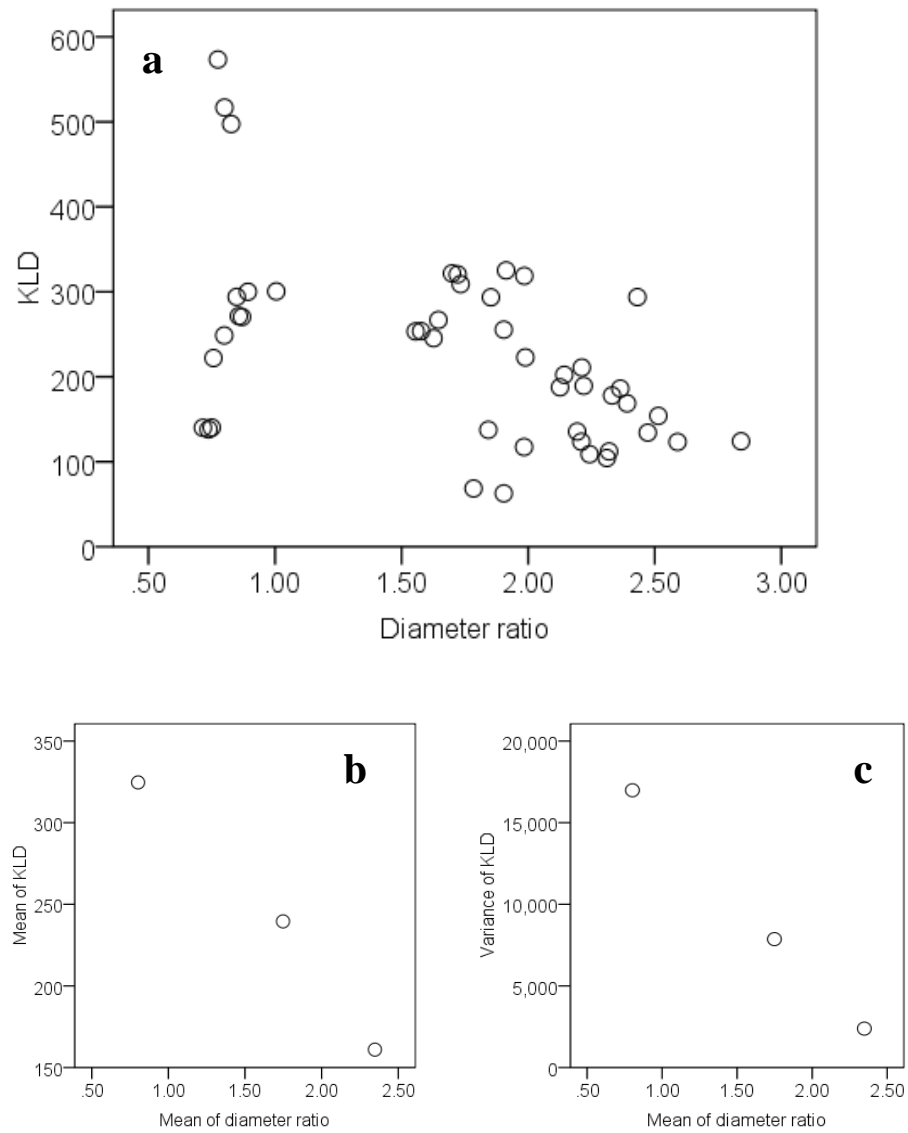 a
600
500
400
300
200
100
0
KLD
.50 1.00 1.50 2.00 2.50 3.00
Diameter ratio
b
350
300
250
200
150
Mean of KLD
.50 1.00 1.50 2.00 2.50
Mean of diameter ratio
c
20,000
15,000
10,000
5,000
0
Variance of KLD
.50 1.00 1.50 2.00 2.50
Mean of diameter ratio